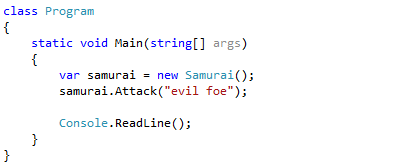 class Program
{
    static void Main(string[] args)
    {
        var samurai = new Samurai();
        samurai.Attack("evil foe");

        Console.ReadLine();
    }
}